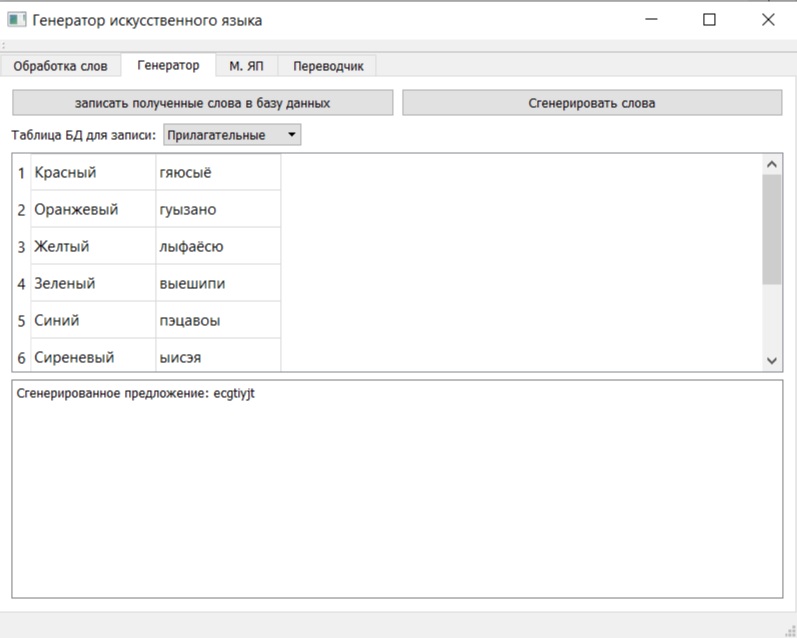 Генератор искусственного языка
Обработка слов Генератор М. ЯП Переводчик
записать полученные слова в базу данных Сгенерировать слова
Таблица БД для записи: Прилагательные
1 Красный гяюсыё
2 Оранжевый гуызано
3 Желтый лыфаёсю
4 Зеленый выешипи
5 Синий пэцавоы
6 Сиреневый ыисэя
Сгенерированное предложение: ecgtiyjt